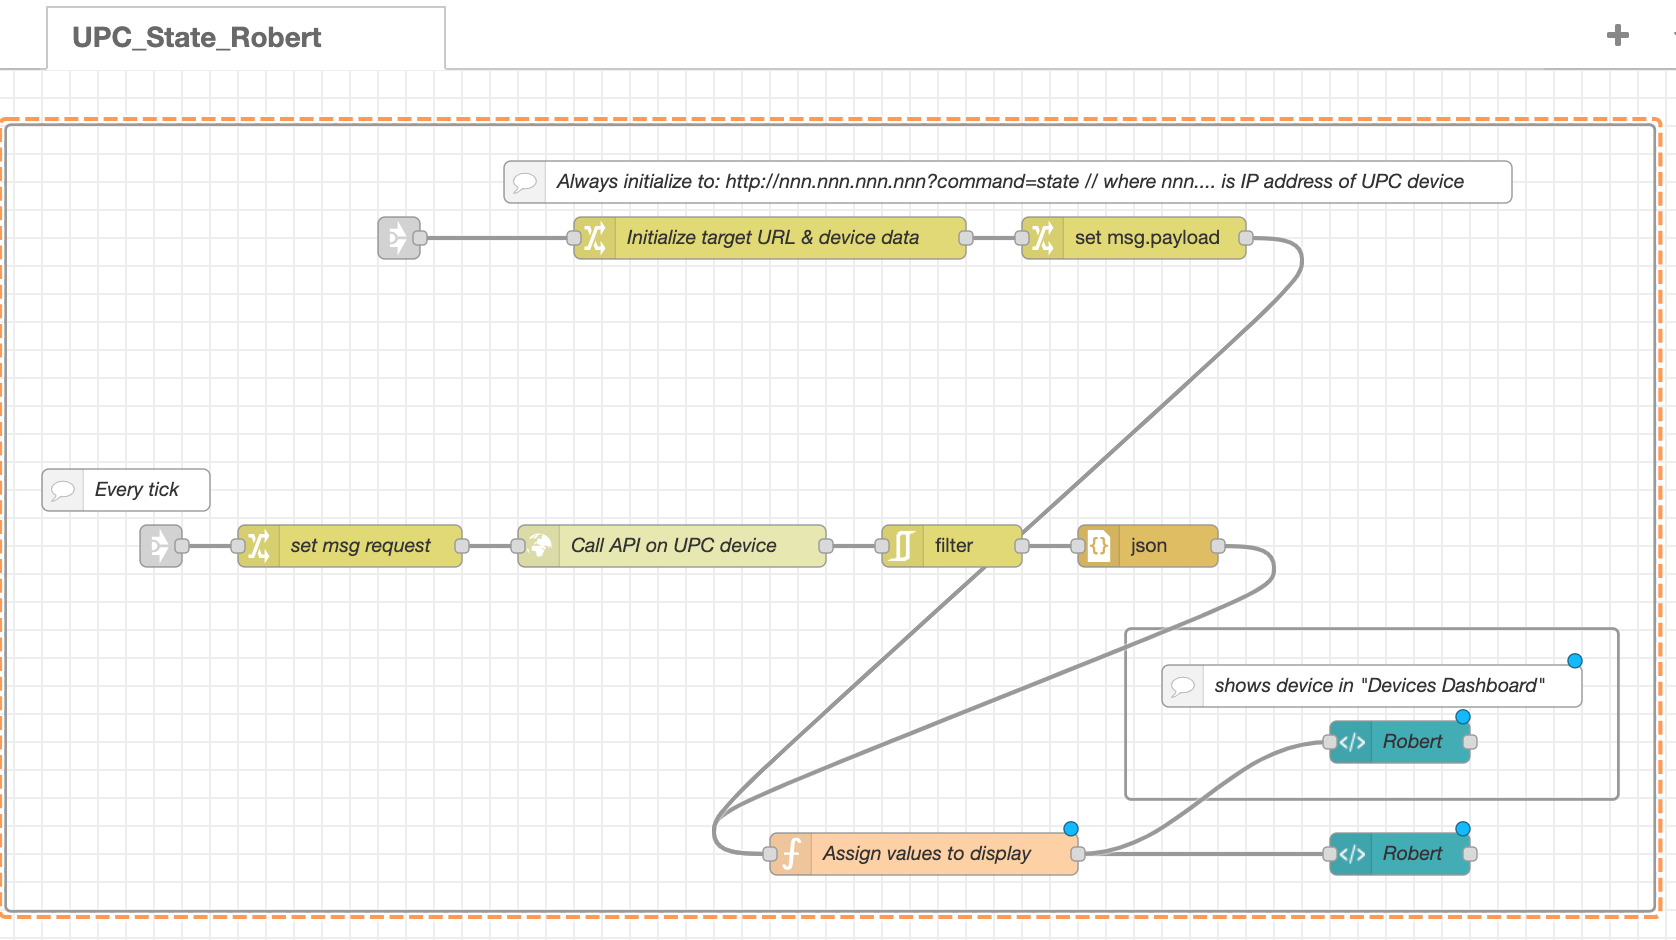 UPC_State_Robert
Always initialize to: http://nnn.nnn.nnn.nnn?command=state // where nnn.... is IP address of UPC device
Initialize target URL & device data
set msg.payload
Every tick
set msg request
Call API on UPC device
filter
json
shows device in "Devices Dashboard"
Robert
Assign values to display
Robert